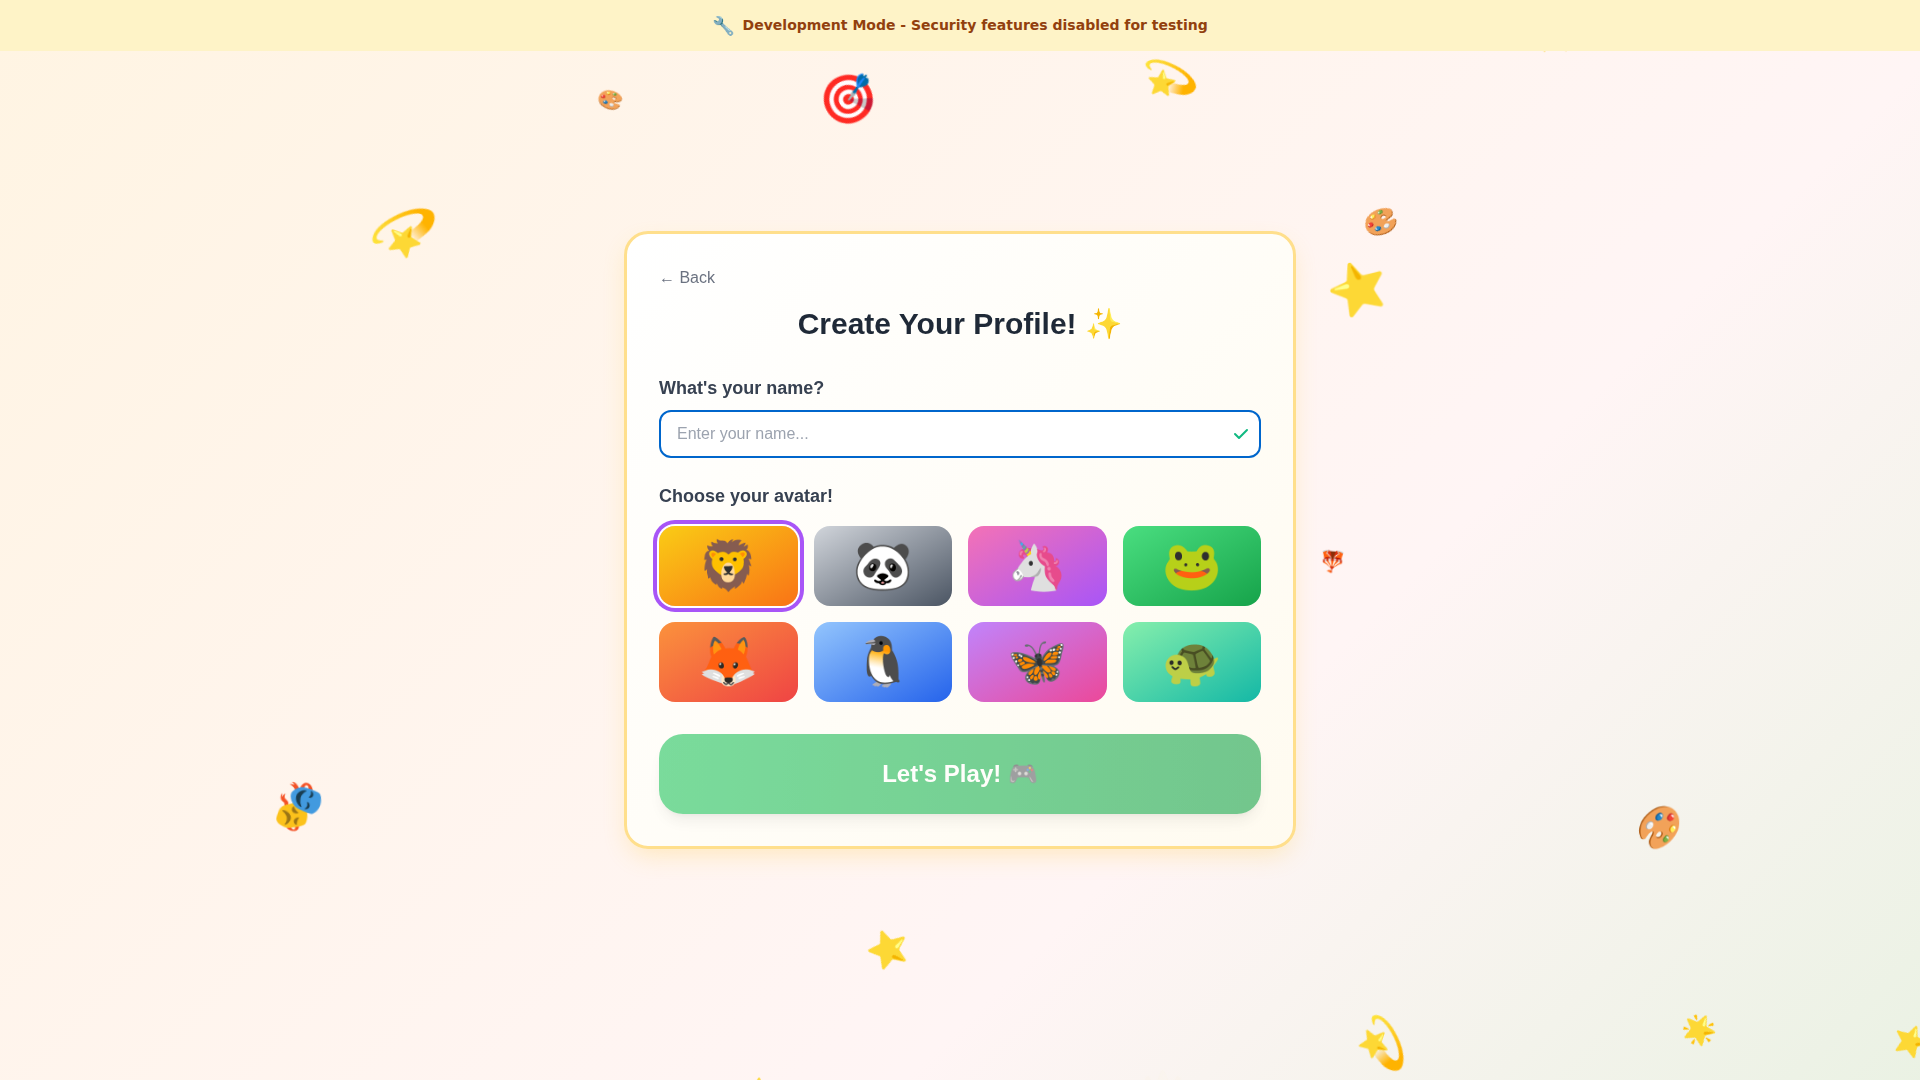 🔧 Development Mode - Security features disabled for testing
← Back
Create Your Profile! ✨
What's your name?
Enter your name...
Choose your avatar!
Let's Play! 🎮